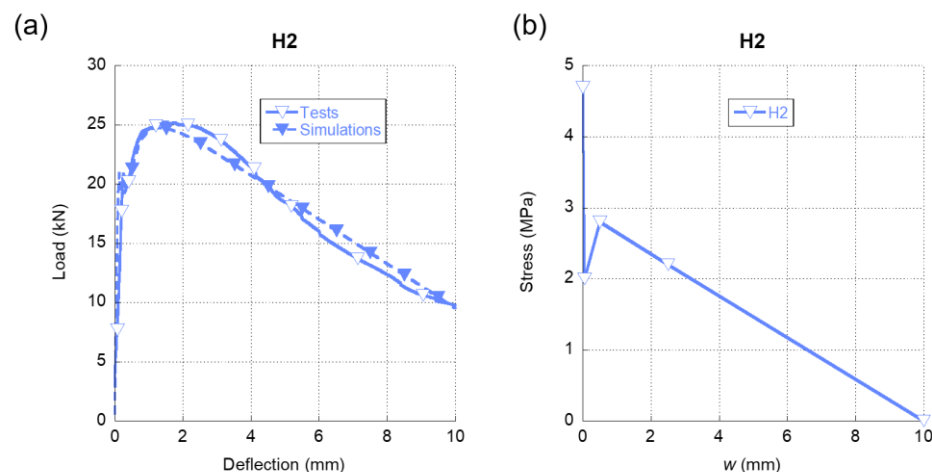 (a)
H2
30
25
20
15
10
5
0
Load (kN)
Tests
Simulations
0 2 4 6 8 10
Deflection (mm)
(b)
H2
5
4
3
2
1
0
Stress (MPa)
H2
0 2 4 6 8 10
w (mm)